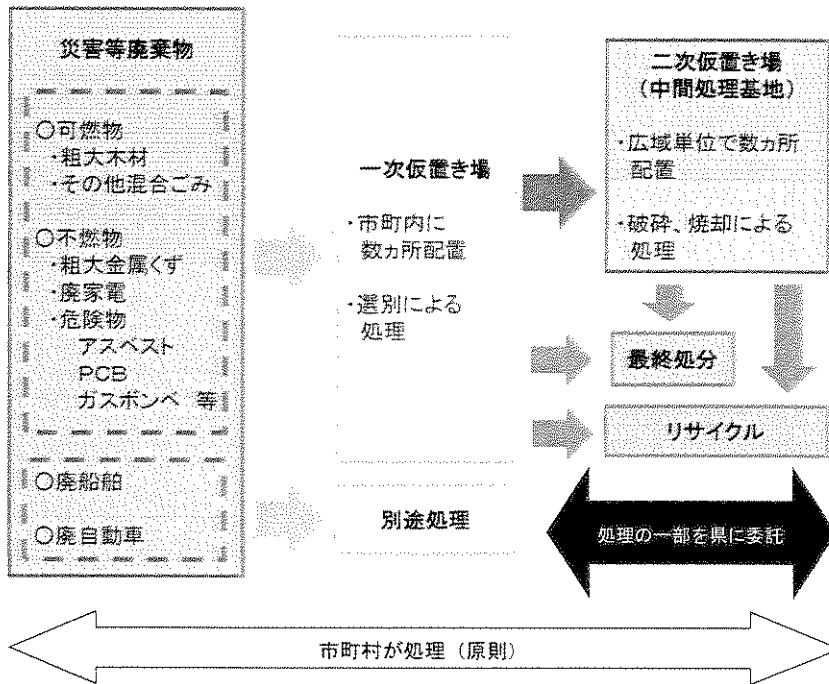 災害等廃棄物
○可燃物
・粗大木材
・その他混合ごみ
○不燃物
・粗大金属くず
・廃家電
・危険物
アスベスト
PCB
ガスボンベ 等
○廃船舶
○廃自動車
一次仮置き場
・市町内に
数ヵ所配置
・選別による
処理
別途処理
二次仮置き場
(中間処理基地)
・広域単位で数ヵ所
配置
・破砕、焼却による
処理
最終処分
リサイクル
処理の一部を県に委託
市町村が処理(原則)